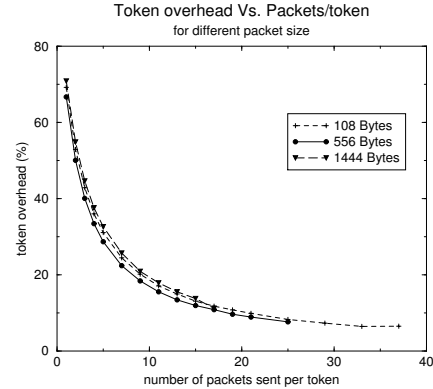 Token overhead Vs. Packets/token
for different packet size
80
60
40
20
0
token overhead (%)
108 Bytes
556 Bytes
1444 Bytes
0
10
20
30
40
number of packets sent per token